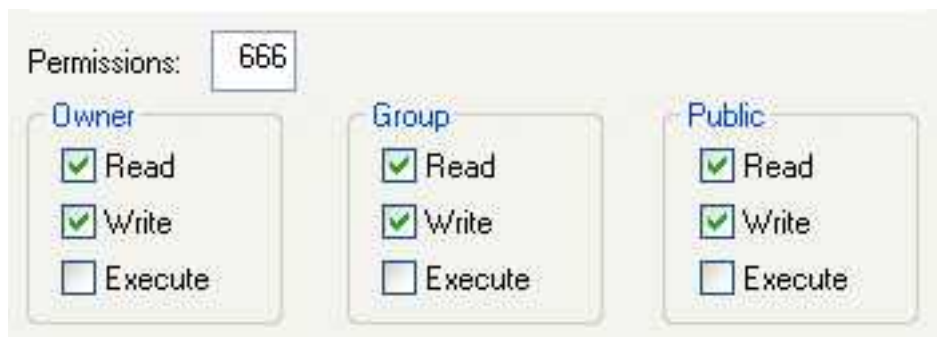 Permissions: 666
Owner Group Public
Read Read Read
Write Write Write
Execute Execute Execute